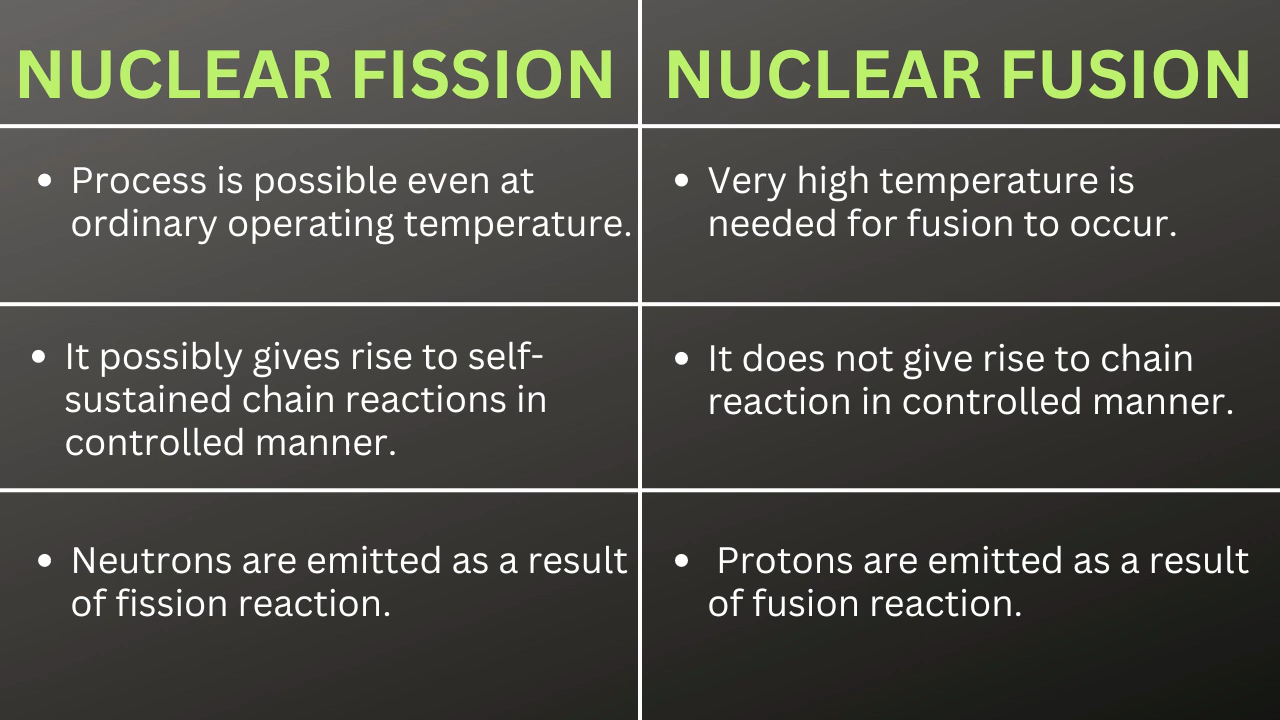 NUCLEAR FISSION
NUCLEAR FUSION
• Process is possible even at
ordinary operating temperature.
• Very high temperature is
needed for fusion to occur.
• It possibly gives rise to self-
sustained chain reactions in
controlled manner.
• It does not give rise to chain
reaction in controlled manner.
• Neutrons are emitted as a result
of fission reaction.
• Protons are emitted as a result
of fusion reaction.